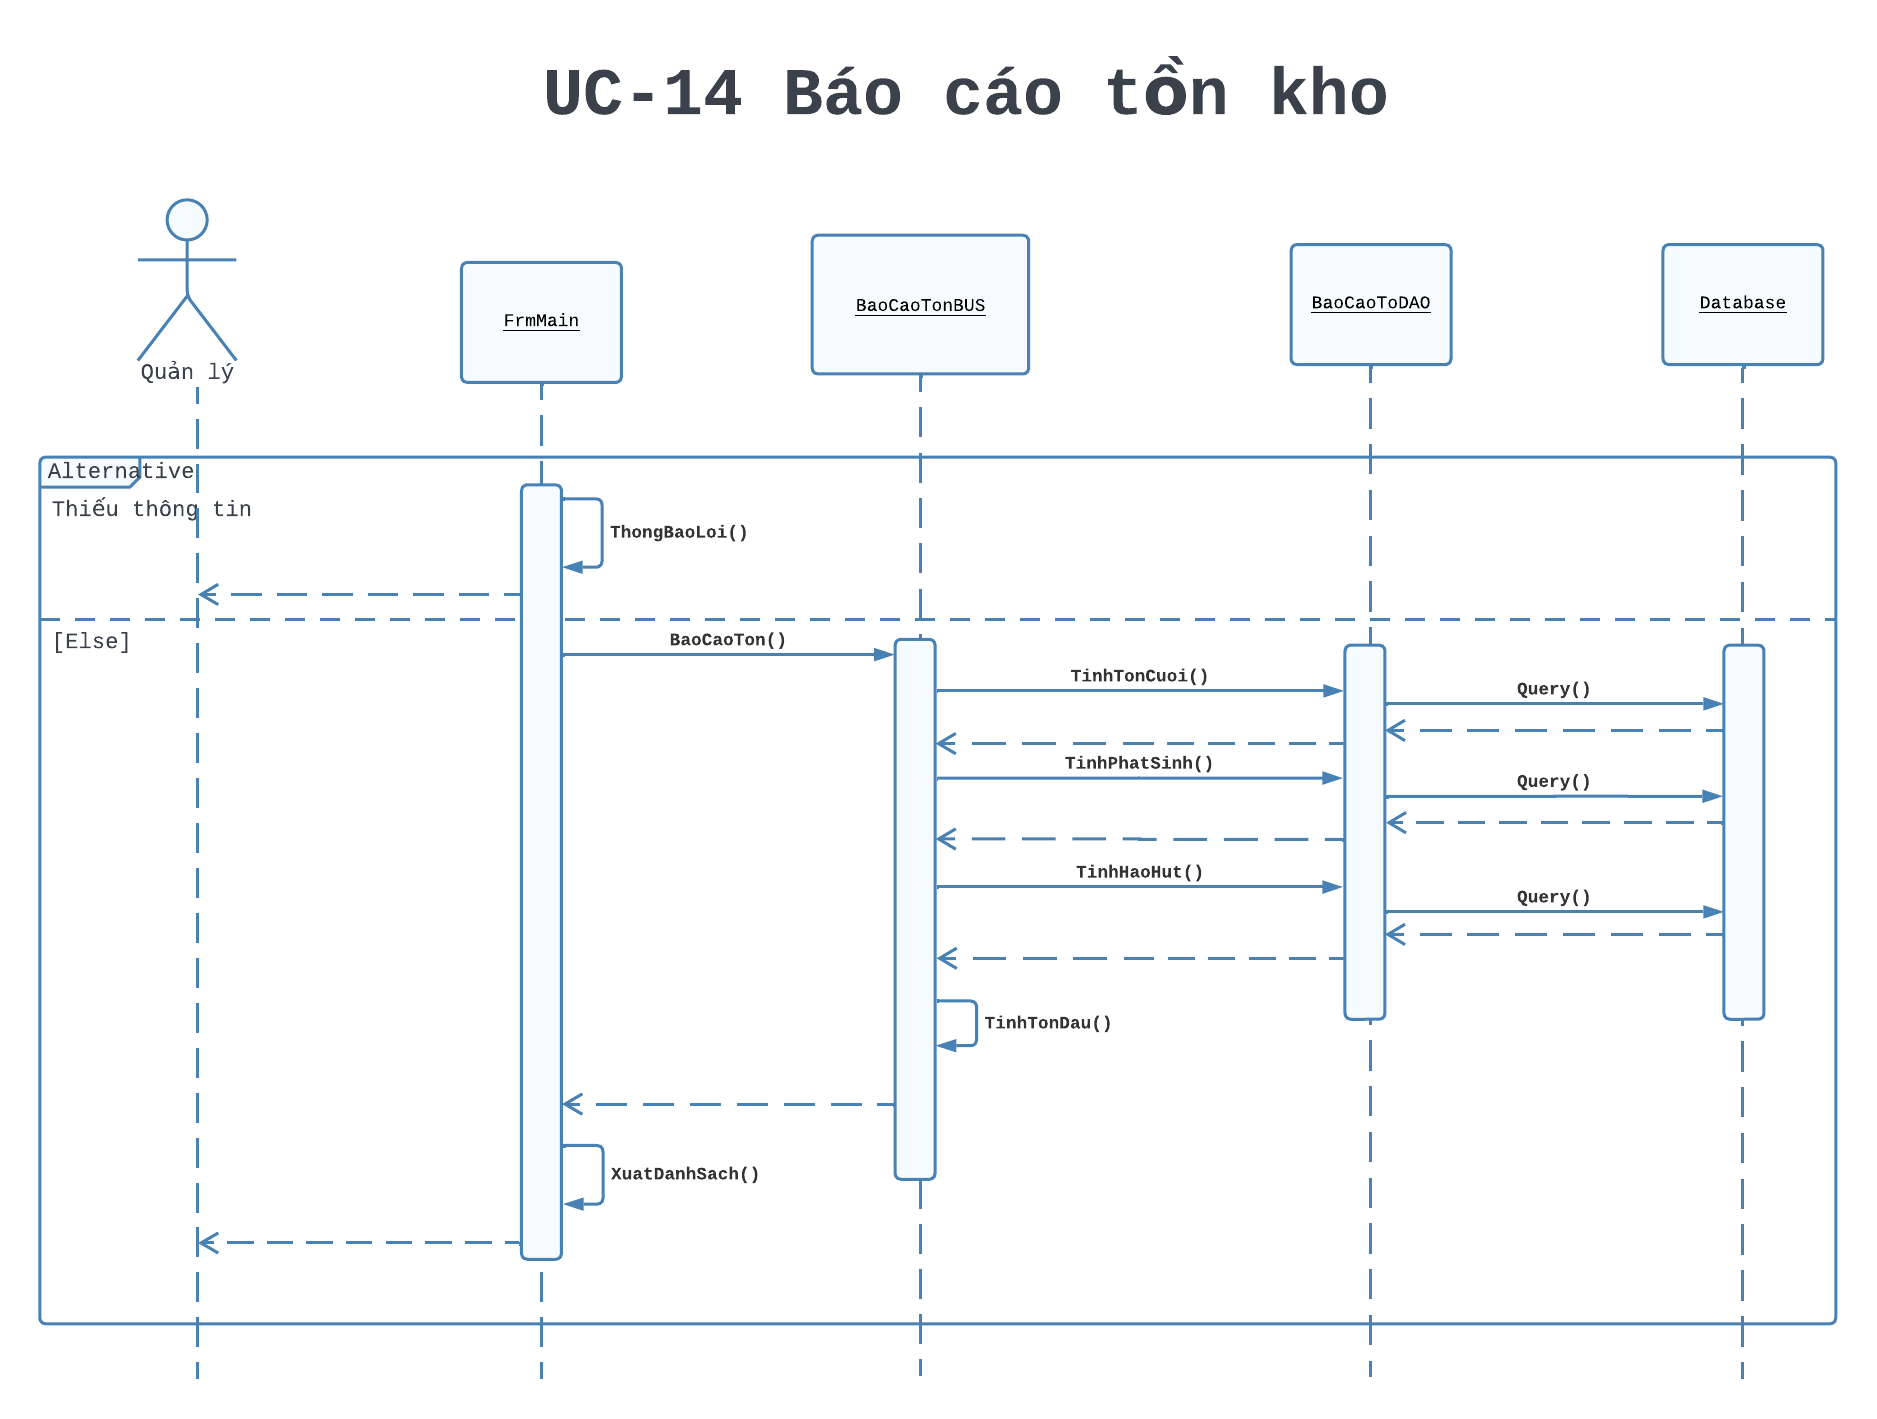 UC-14 Báo cáo tồn kho
Quản lý
FrmMain
BaoCaoTonBUS
BaoCaoToDAO
Database
Alternative
Thiếu thông tin
ThongBaoLoi()
[Else]
BaoCaoTon()
TinhTonCuoi()
Query()
TinhPhatSinh()
Query()
TinhHaoHut()
Query()
TinhTonDau()
XuatDanhSach()